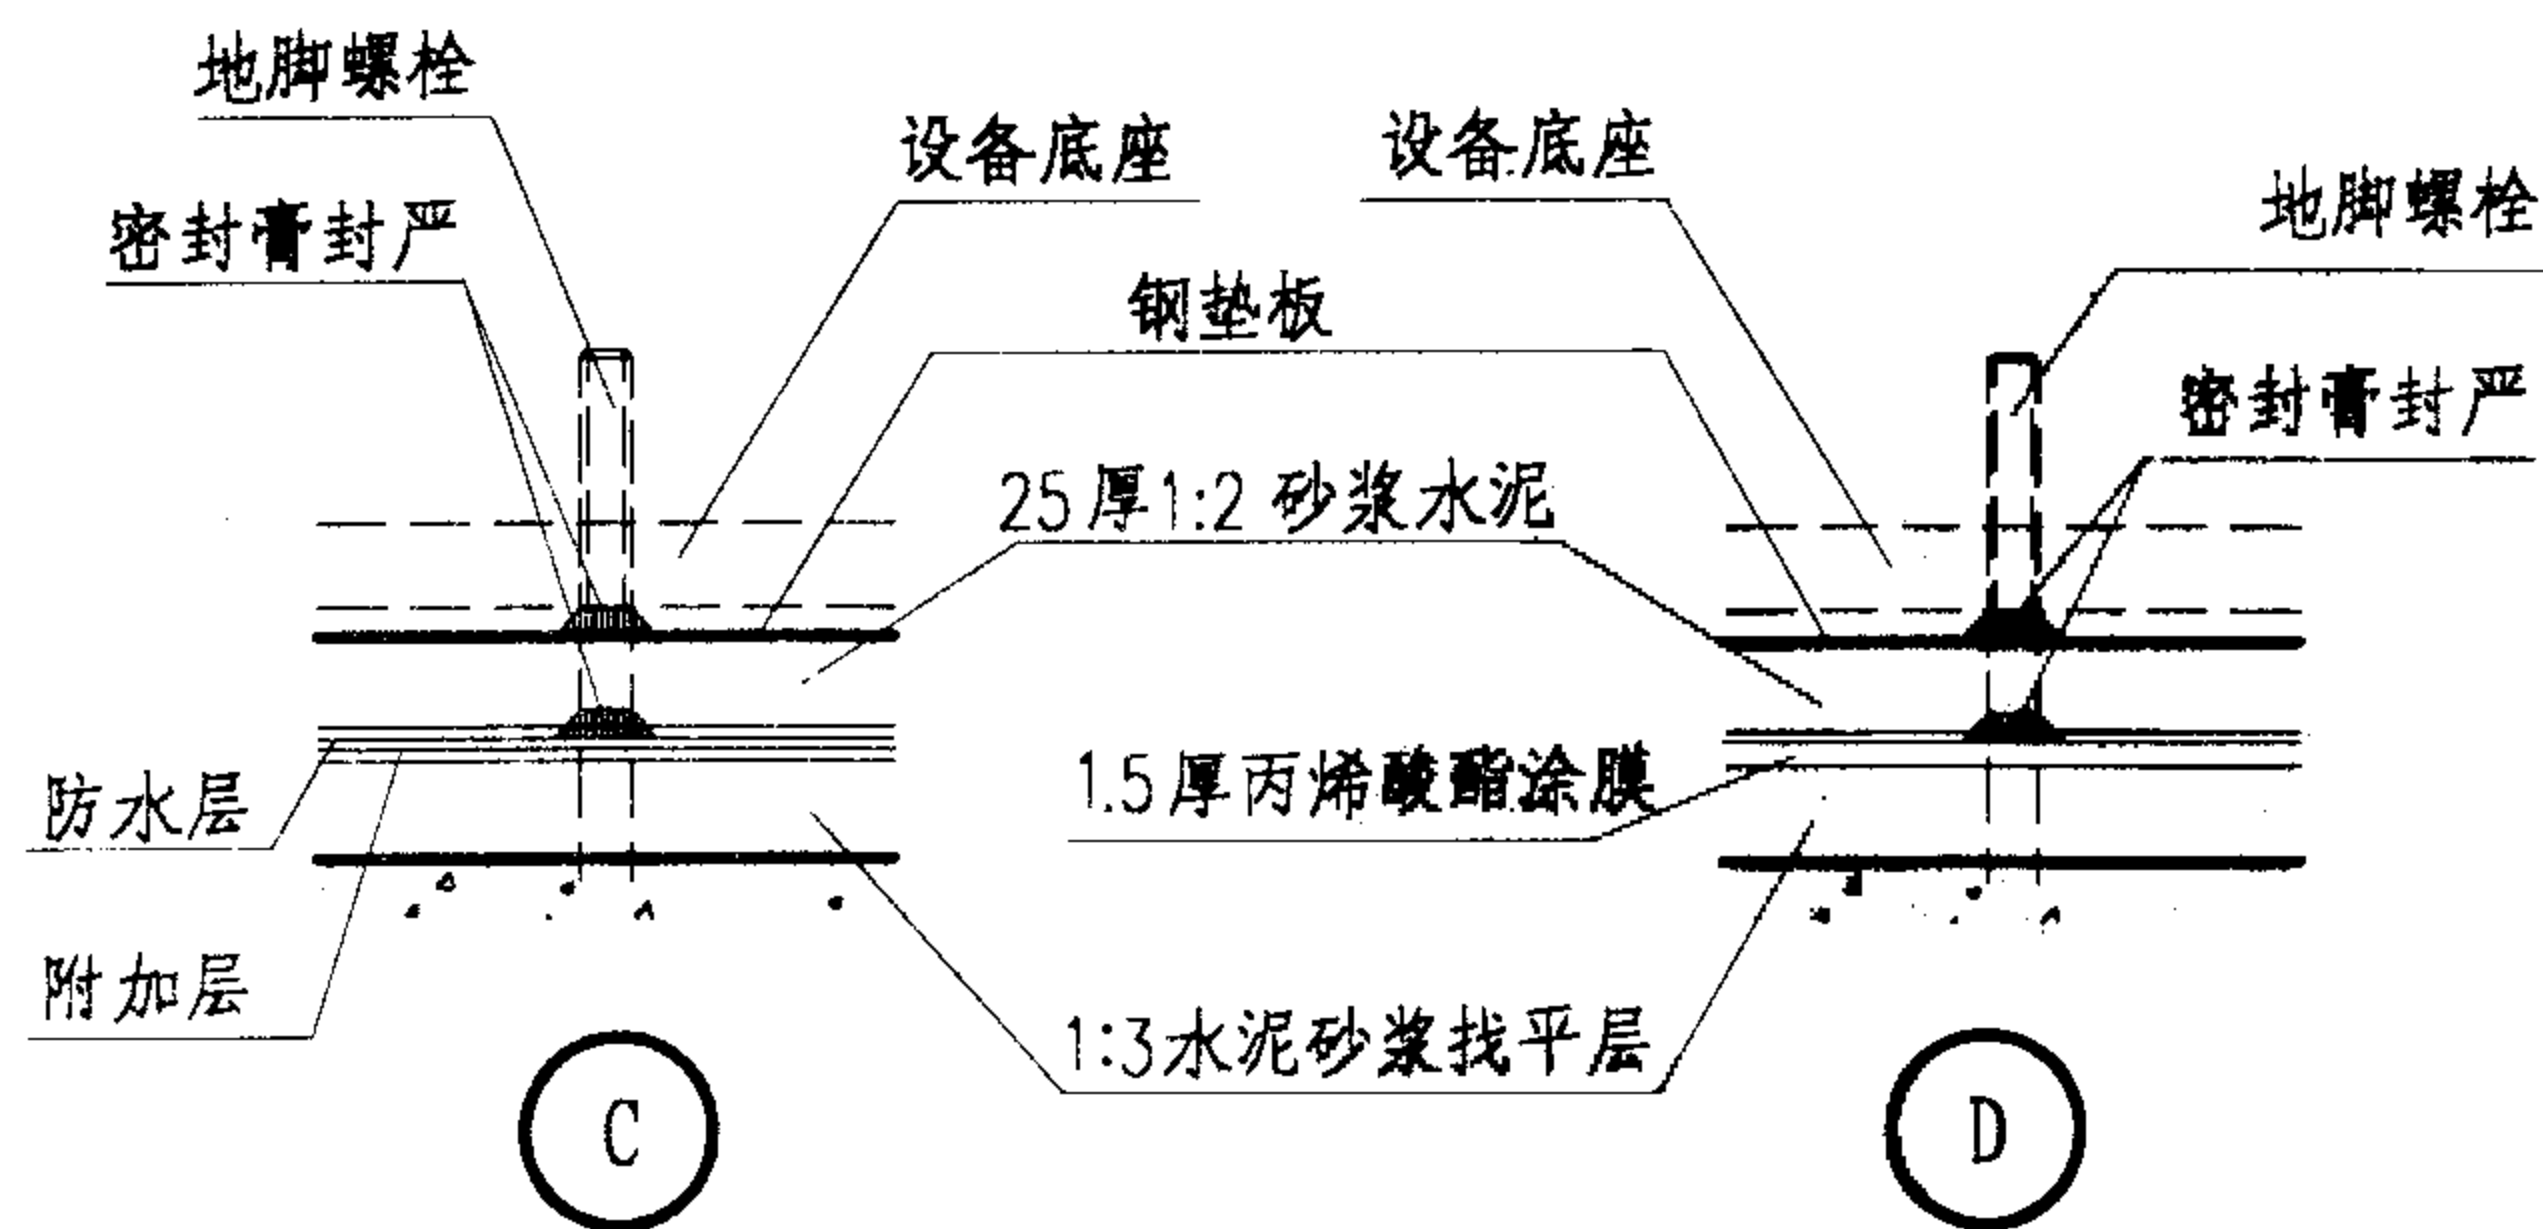 地脚螺栓
设备底座
设备底座
地脚螺栓
密封膏封严
钢垫板
密封膏封严
25厚1:2砂浆水泥
防水层
1.5厚丙烯酸酯涂膜
附加层
1:3水泥砂浆找平层
C
D